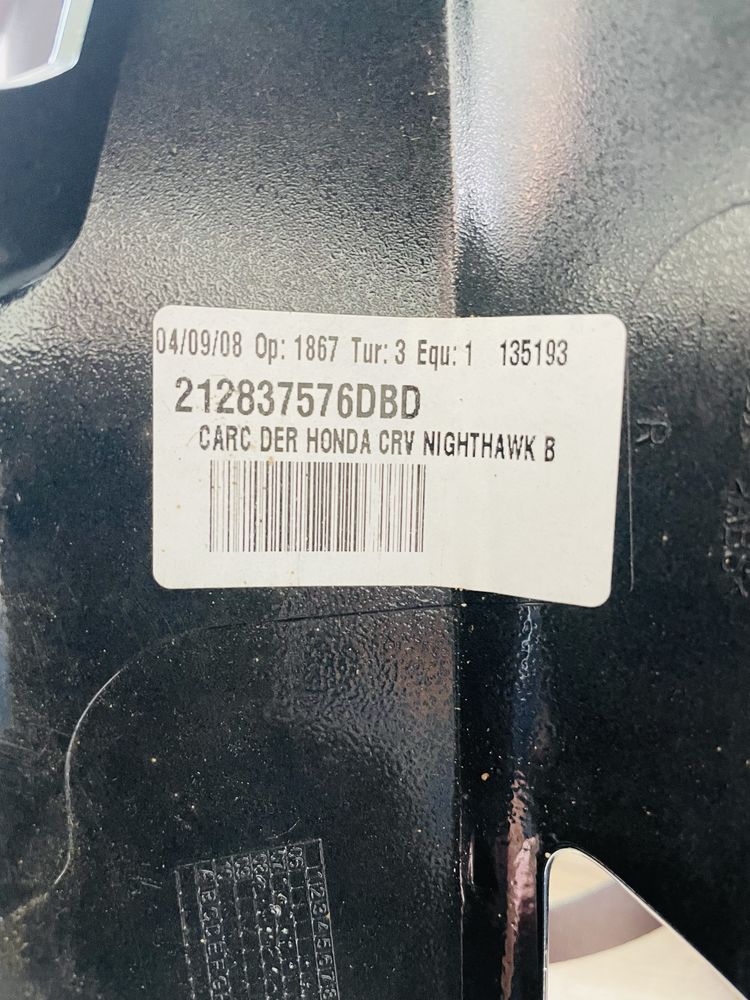 04/09/08 Op: 1867 Tur: 3 Equ: 1 135193
212837576DBD
CARC DER HONDA CRV NIGHTHAWK B
R